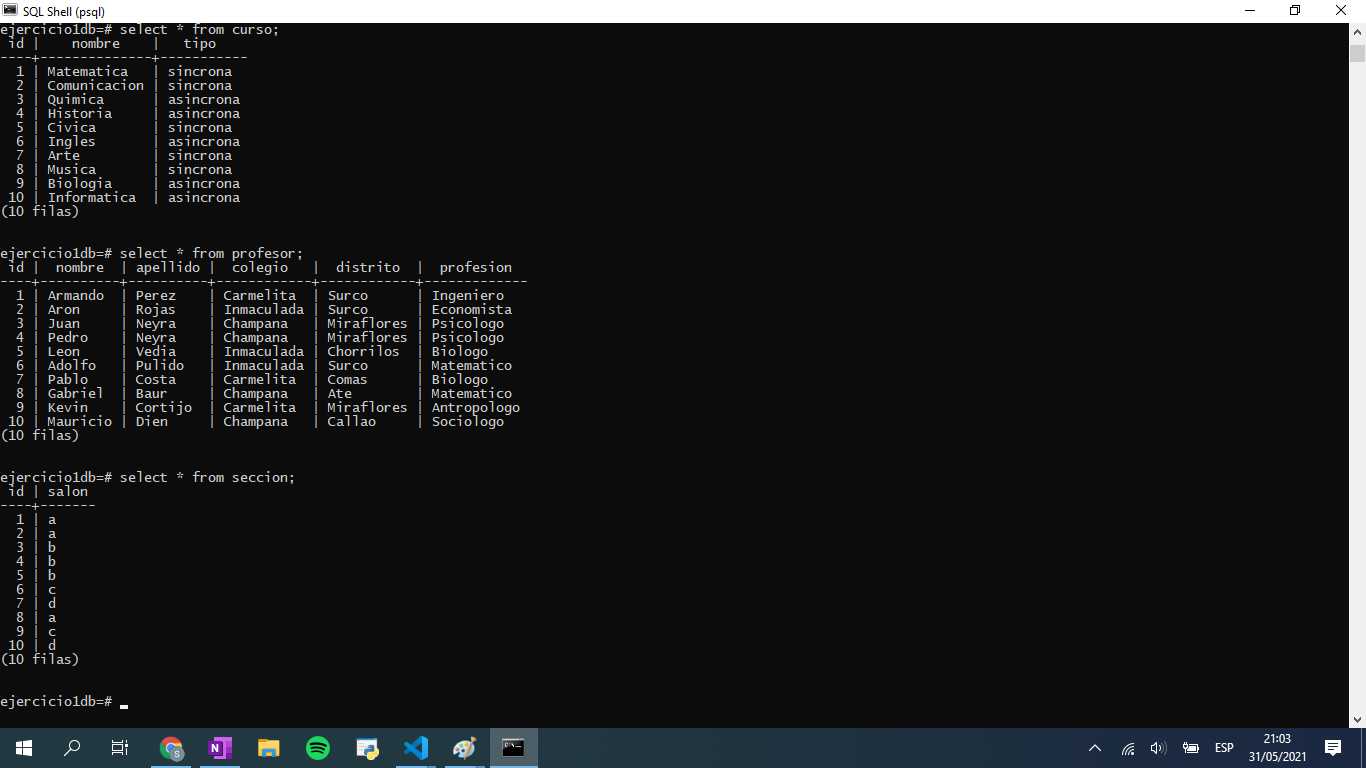 SQL Shell (psql)
ejercicio1db=# select * from curso;
 id |    nombre    |   tipo
----+--------------+-----------
  1 | Matematica   | sincrona
  2 | Comunicacion | sincrona
  3 | Quimica      | asincrona
  4 | Historia     | asincrona
  5 | Civica       | sincrona
  6 | Ingles       | asincrona
  7 | Arte         | sincrona
  8 | Musica       | sincrona
  9 | Biologia     | asincrona
 10 | Informatica  | asincrona
(10 filas)
ejercicio1db=# select * from profesor;
 id |  nombre  | apellido |  colegio   |  distrito  |  profesion
----+----------+----------+------------+------------+-------------
  1 | Armando  | Perez    | Carmelita  | Surco      | Ingeniero
  2 | Aron     | Rojas    | Inmaculada | Surco      | Economista
  3 | Juan     | Neyra    | Champana   | Miraflores | Psicologo
  4 | Pedro    | Neyra    | Champana   | Miraflores | Psicologo
  5 | Leon     | Vedia    | Inmaculada | Chorrilos  | Biologo
  6 | Adolfo   | Pulido   | Inmaculada | Surco      | Matematico
  7 | Pablo    | Costa    | Carmelita  | Comas      | Biologo
  8 | Gabriel  | Baur     | Champana   | Ate        | Matematico
  9 | Kevin    | Cortijo  | Carmelita  | Miraflores | Antropologo
 10 | Mauricio | Dien     | Champana   | Callao     | Sociologo
(10 filas)
ejercicio1db=# select * from seccion;
 id | salon
----+-------
  1 | a
  2 | a
  3 | b
  4 | b
  5 | b
  6 | c
  7 | d
  8 | a
  9 | c
 10 | d
(10 filas)
ejercicio1db=#
S
N
ESP
21:03
31/05/2021